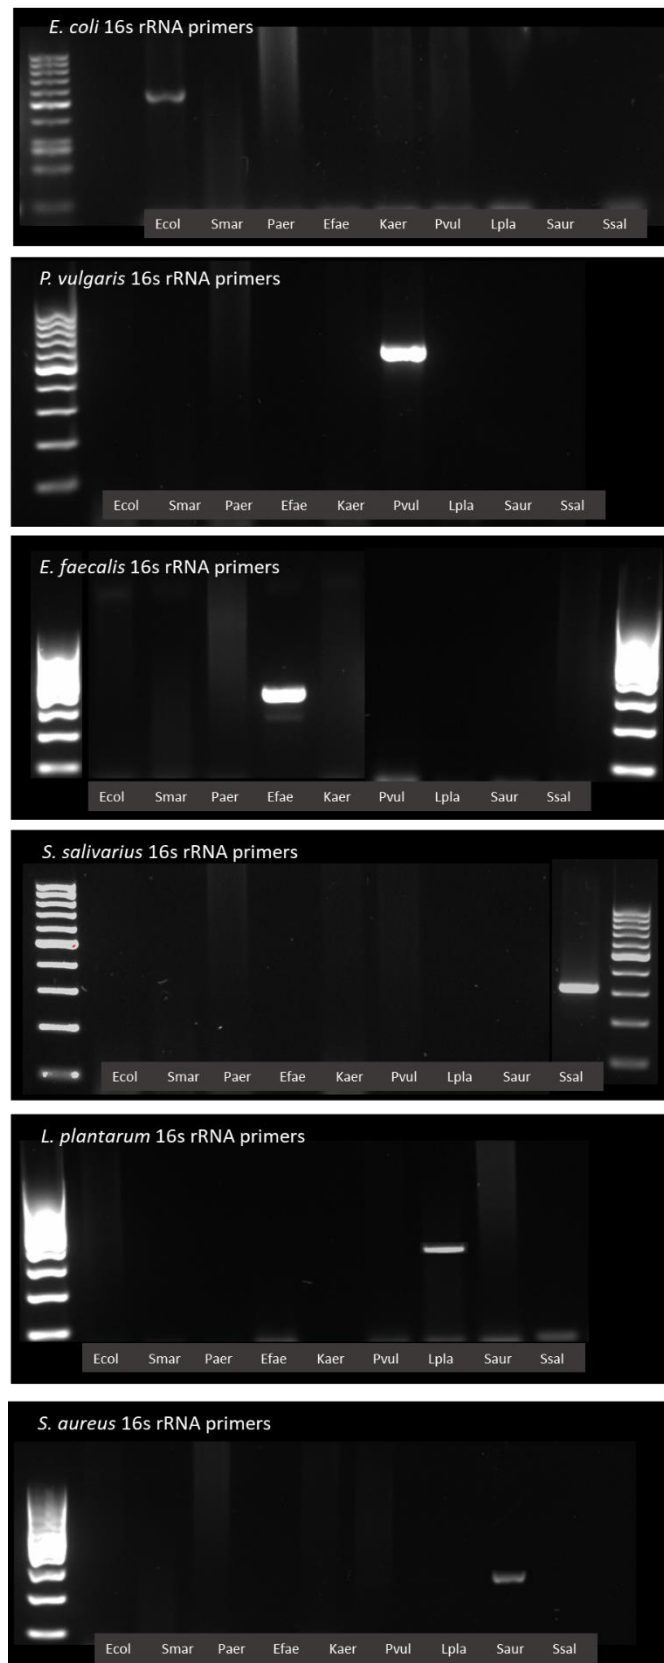 E. coli 16s rRNA primers
Ecol Smar Paer Efae Kaer Pvul Lpla Saur Ssal
P. vulgaris 16s rRNA primers
Ecol Smar Paer Efae Kaer Pvul Lpla Saur Ssal
E. faecalis 16s rRNA primers
Ecol Smar Paer Efae Kaer Pvul Lpla Saur Ssal
S. salivarius 16s rRNA primers
Ecol Smar Paer Efae Kaer Pvul Lpla Saur Ssal
L. plantarum 16s rRNA primers
Ecol Smar Paer Efae Kaer Pvul Lpla Saur Ssal
S. aureus 16s rRNA primers
Ecol Smar Paer Efae Kaer Pvul Lpla Saur Ssal